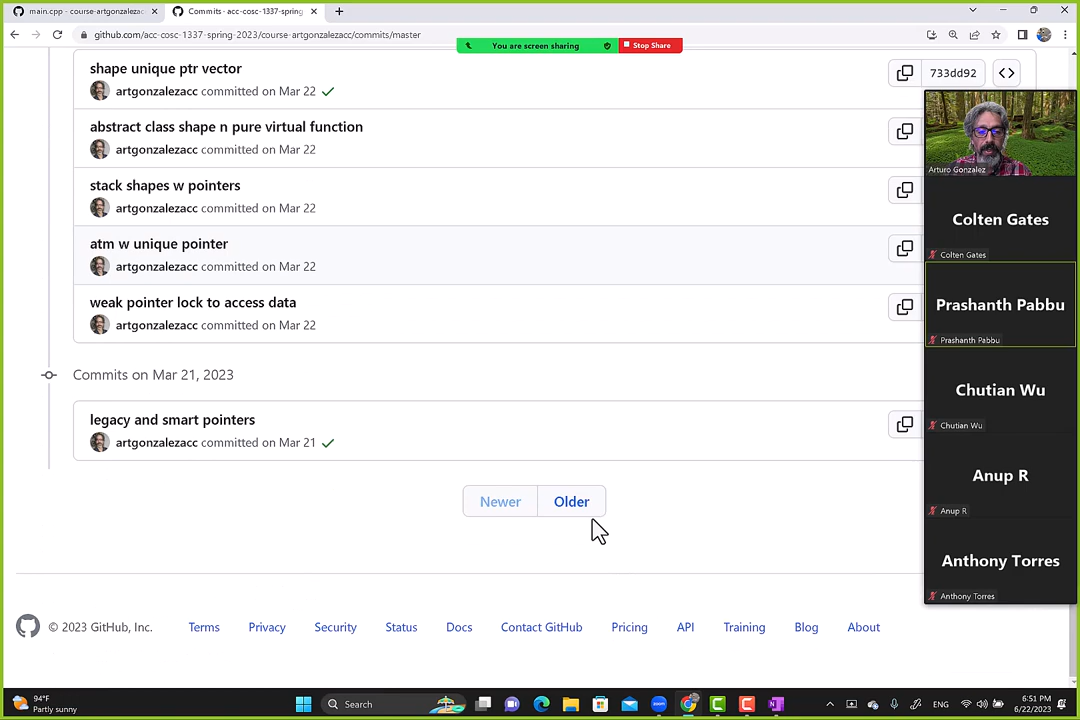 main.cpp - course-artgonzalezac
Commits · acc-cosc-1337-spring-
github.com/acc-cosc-1337-spring-2023/course-artgonzalezacc/commits/master
You are screen sharing
Stop Share
shape unique ptr vector
artgonzalezacc committed on Mar 22
733dd92
abstract class shape n pure virtual function
artgonzalezacc committed on Mar 22
stack shapes w pointers
artgonzalezacc committed on Mar 22
atm w unique pointer
artgonzalezacc committed on Mar 22
weak pointer lock to access data
artgonzalezacc committed on Mar 22
Commits on Mar 21, 2023
legacy and smart pointers
artgonzalezacc committed on Mar 21
Newer
Older
© 2023 GitHub, Inc.
Terms
Privacy
Security
Status
Docs
Contact GitHub
Pricing
API
Training
Blog
About
Arturo Gonzalez
Colten Gates
Colten Gates
Prashanth Pabbu
Prashanth Pabbu
Chutian Wu
Chutian Wu
Anup R
Anup R
Anthony Torres
Anthony Torres
94°F
Partly sunny
Search
zoom
ENG
6:51 PM
6/22/2023